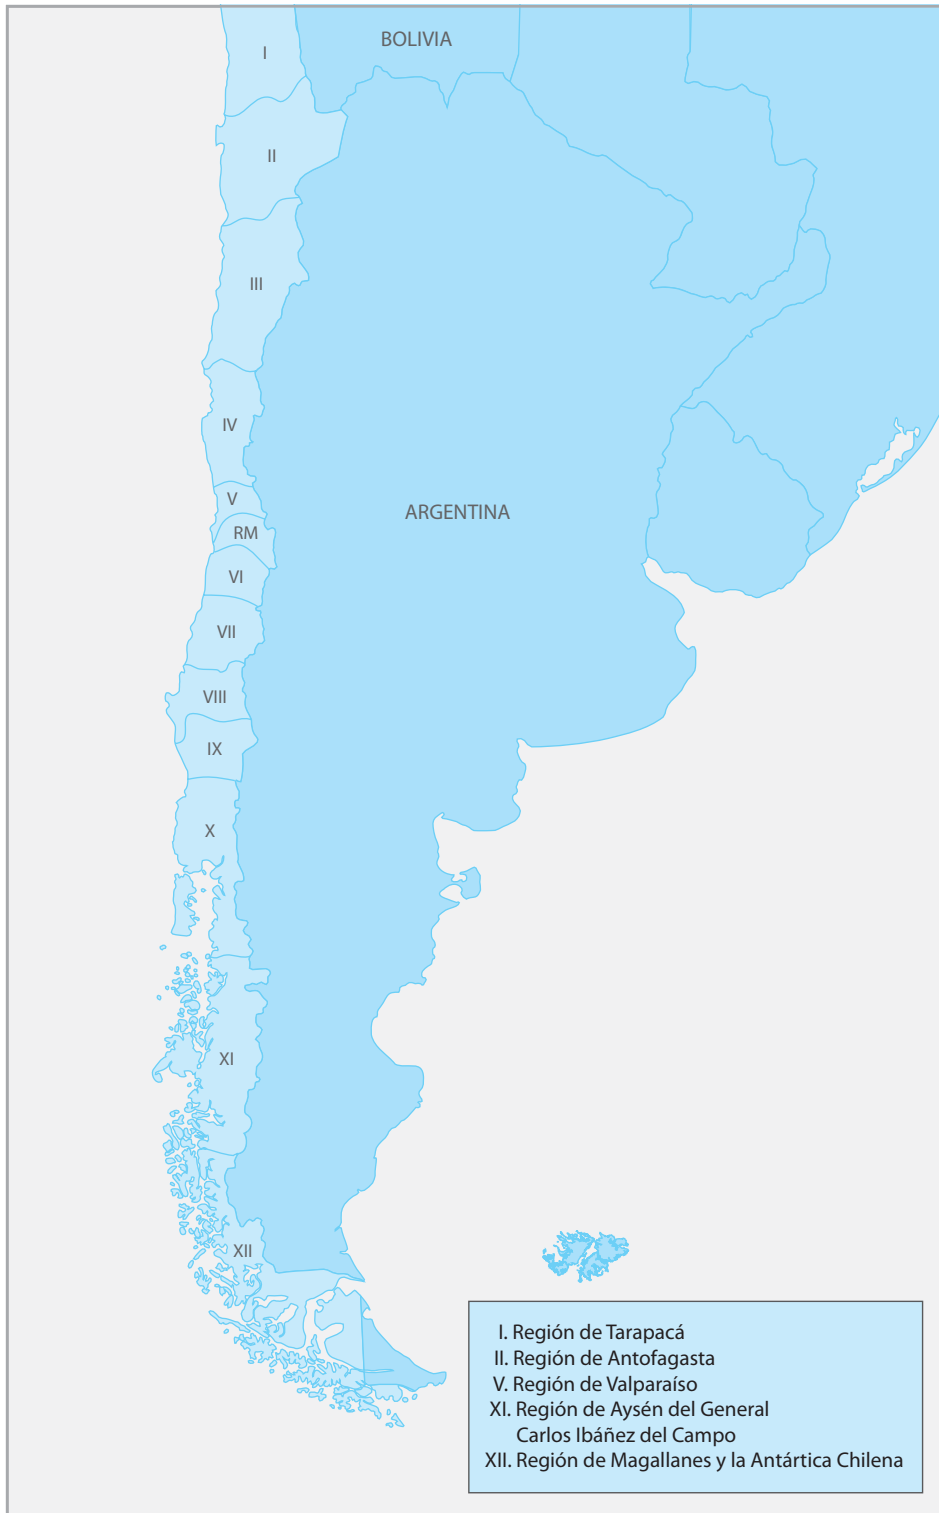 BOLIVIA
I
II
III
IV
V
ARGENTINA
RM
VI
VII
VIII
IX
X
XI
XII
I. Región de Tarapacá
II. Región de Antofagasta
V. Región de Valparaíso
XI. Región de Aysén del General
Carlos Ibáñez del Campo
XII. Región de Magallanes y la Antártica Chilena